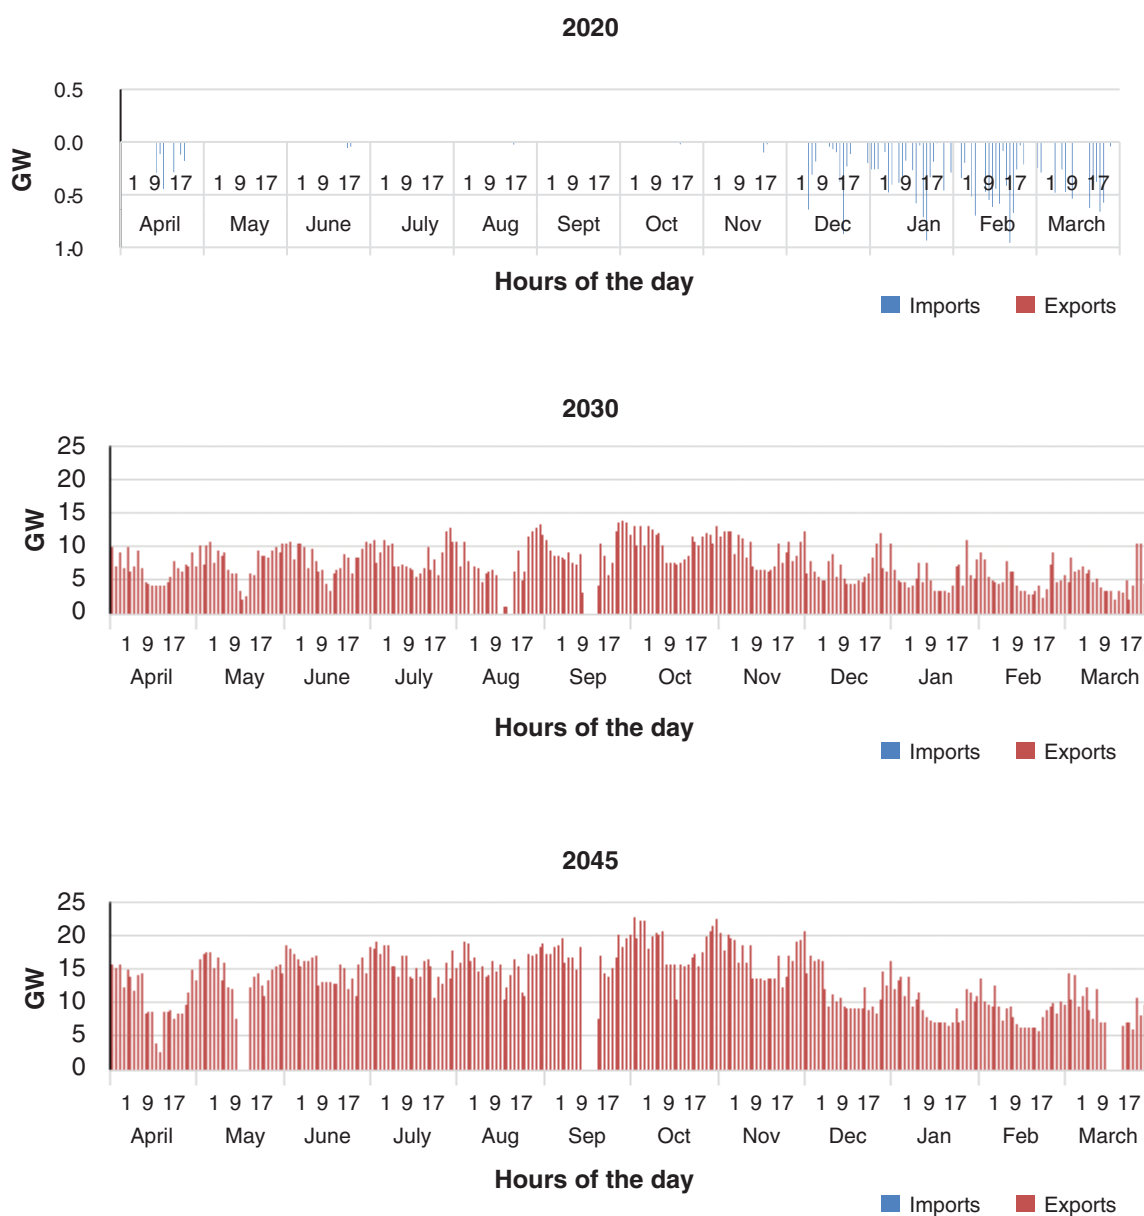 2020
0.5
0.0
0.5
1.0
GW
1 9 17 1 9 17 1 9 17 1 9 17 1 9 17 1 9 17 1 9 17 1 9 17 1 9 17 1 9 17 1 9 17 1 9 17
April May June July Aug Sept Oct Nov Dec Jan Feb March
Hours of the day
Imports Exports
2030
25
20
15
10
5
0
GW
1 9 17 1 9 17 1 9 17 1 9 17 1 9 17 1 9 17 1 9 17 1 9 17 1 9 17 1 9 17 1 9 17 1 9 17
April May June July Aug Sep Oct Nov Dec Jan Feb March
Hours of the day
Imports Exports
2045
25
20
15
10
5
0
GW
1 9 17 1 9 17 1 9 17 1 9 17 1 9 17 1 9 17 1 9 17 1 9 17 1 9 17 1 9 17 1 9 17 1 9 17
April May June July Aug Sep Oct Nov Dec Jan Feb March
Hours of the day
Imports Exports